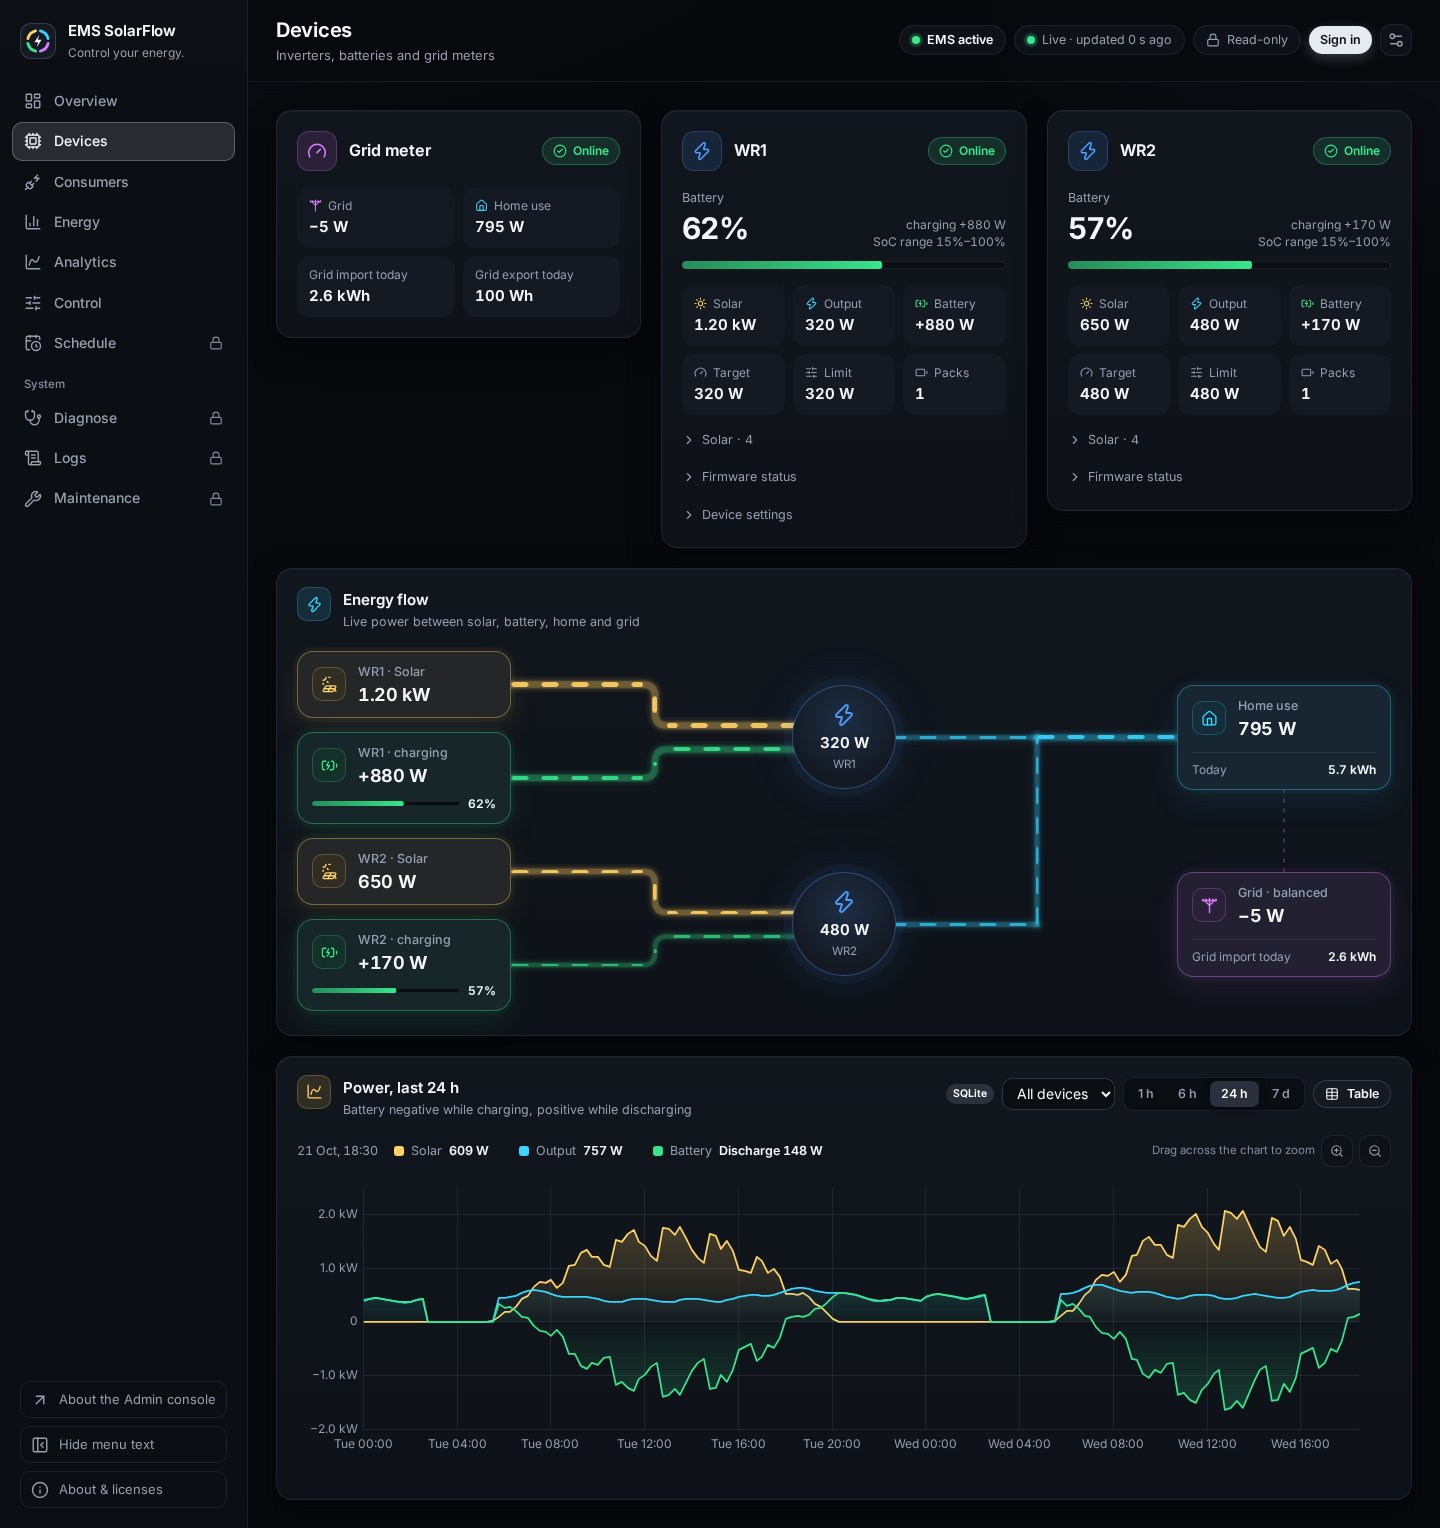 EMS SolarFlow
Control your energy.
Overview
Devices
Consumers
Energy
Analytics
Control
Schedule
System
Diagnose
Logs
Maintenance
About the Admin console
Hide menu text
About & licenses
Devices
Inverters, batteries and grid meters
EMS active
Live · updated 0 s ago
Read-only
Sign in
Grid meter
Online
Grid
−5 W
Home use
795 W
Grid import today
2.6 kWh
Grid export today
100 Wh
WR1
Online
Battery
62%
charging +880 W
SoC range 15%–100%
Solar
1.20 kW
Output
320 W
Battery
+880 W
Target
320 W
Limit
320 W
Packs
1
Solar · 4
Firmware status
Device settings
WR2
Online
Battery
57%
charging +170 W
SoC range 15%–100%
Solar
650 W
Output
480 W
Battery
+170 W
Target
480 W
Limit
480 W
Packs
1
Solar · 4
Firmware status
Energy flow
Live power between solar, battery, home and grid
WR1 · Solar
1.20 kW
WR1 · charging
+880 W
62%
WR2 · Solar
650 W
WR2 · charging
+170 W
57%
320 W
WR1
480 W
WR2
Home use
795 W
Today 5.7 kWh
Grid · balanced
−5 W
Grid import today 2.6 kWh
Power, last 24 h
Battery negative while charging, positive while discharging
SQLite
All devices
1 h 6 h 24 h 7 d
Table
21 Oct, 18:30 Solar 609 W Output 757 W Battery Discharge 148 W
Drag across the chart to zoom
2.0 kW
1.0 kW
0
−1.0 kW
−2.0 kW
Tue 00:00 Tue 04:00 Tue 08:00 Tue 12:00 Tue 16:00 Tue 20:00 Wed 00:00 Wed 04:00 Wed 08:00 Wed 12:00 Wed 16:00